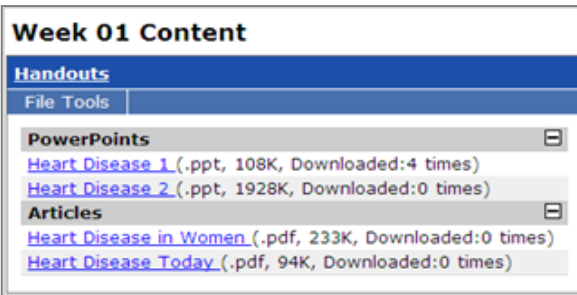 Week 01 Content
Handouts
File Tools
PowerPoints
Heart Disease 1 (.ppt, 108K, Downloaded:4 times)
Heart Disease 2 (.ppt, 1928K, Downloaded:0 times)
Articles
Heart Disease in Women (.pdf, 233K, Downloaded:0 times)
Heart Disease Today (.pdf, 94K, Downloaded:0 times)